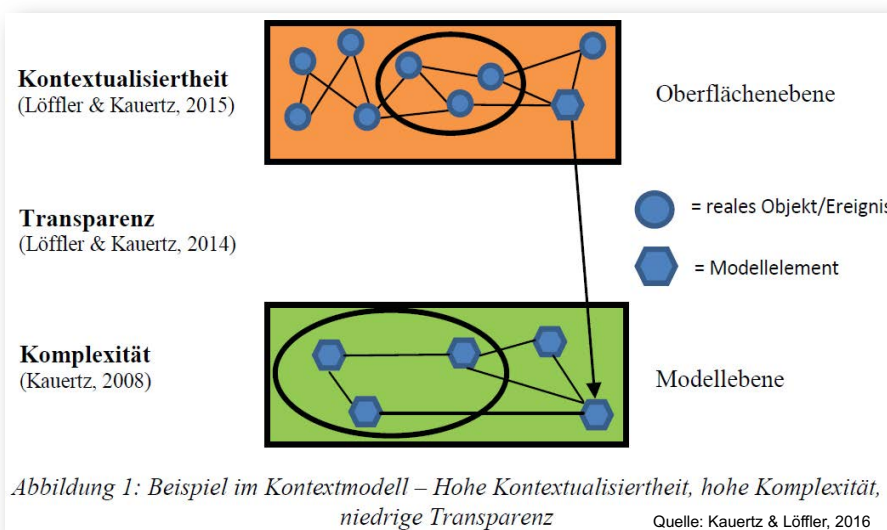 Kontextualisiertheit
(Löffler & Kauertz, 2015)
Oberflächenebene
Transparenz
(Löffler & Kauertz, 2014)
= reales Objekt/Ereignis
= Modellelement
Komplexität
(Kauertz, 2008)
Modellebene
Abbildung 1: Beispiel im Kontextmodell – Hohe Kontextualisiertheit, hohe Komplexität,
niedrige Transparenz
Quelle: Kauertz & Löffler, 2016